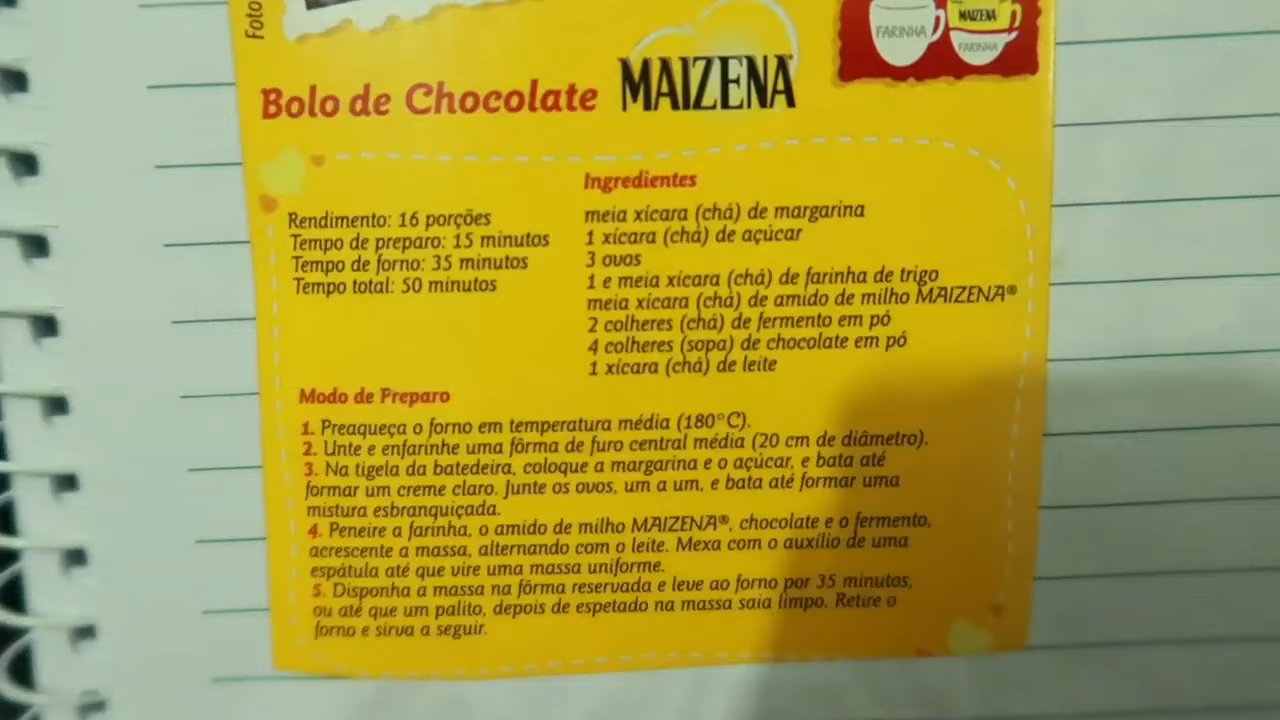 Foto
FARINHA
MAIZENA
FARINHA
Bolo de Chocolate MAIZENA
Rendimento: 16 porções
Tempo de preparo: 15 minutos
Tempo de forno: 35 minutos
Tempo total: 50 minutos
Ingredientes
meia xícara (chá) de margarina
1 xícara (chá) de açúcar
3 ovos
1 e meia xícara (chá) de farinha de trigo
meia xícara (chá) de amido de milho MAIZENA®
2 colheres (chá) de fermento em pó
4 colheres (sopa) de chocolate em pó
1 xícara (chá) de leite
Modo de Preparo
1. Preaqueça o forno em temperatura média (180°C).
2. Unte e enfarinhe uma fôrma de furo central média (20 cm de diâmetro).
3. Na tigela da batedeira, coloque a margarina e o açúcar, e bata até
formar um creme claro. Junte os ovos, um a um, e bata até formar uma
mistura esbranquiçada.
4. Peneire a farinha, o amido de milho MAIZENA®, chocolate e o fermento,
acrescente a massa, alternando com o leite. Mexa com o auxílio de uma
espátula até que vire uma massa uniforme.
5. Disponha a massa na fôrma reservada e leve ao forno por 35 minutos,
ou até que um palito, depois de espetado na massa saia limpo. Retire o
forno e sirva a seguir.